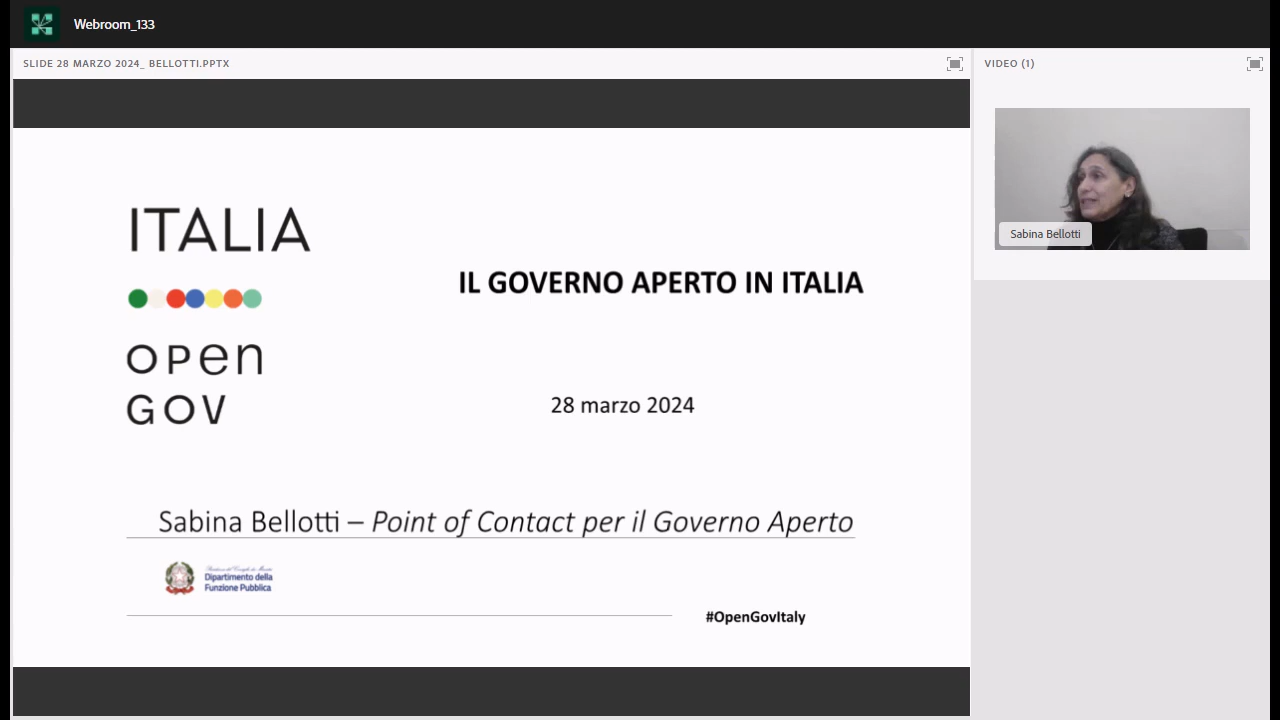 Webroom_133
SLIDE 28 MARZO 2024_ BELLOTTI.PPTX
VIDEO (1)
ITALIA
OPen
GOV
IL GOVERNO APERTO IN ITALIA
28 marzo 2024
Sabina Bellotti – Point of Contact per il Governo Aperto
Dipartimento della
Funzione Pubblica
#OpenGovItaly
Sabina Bellotti